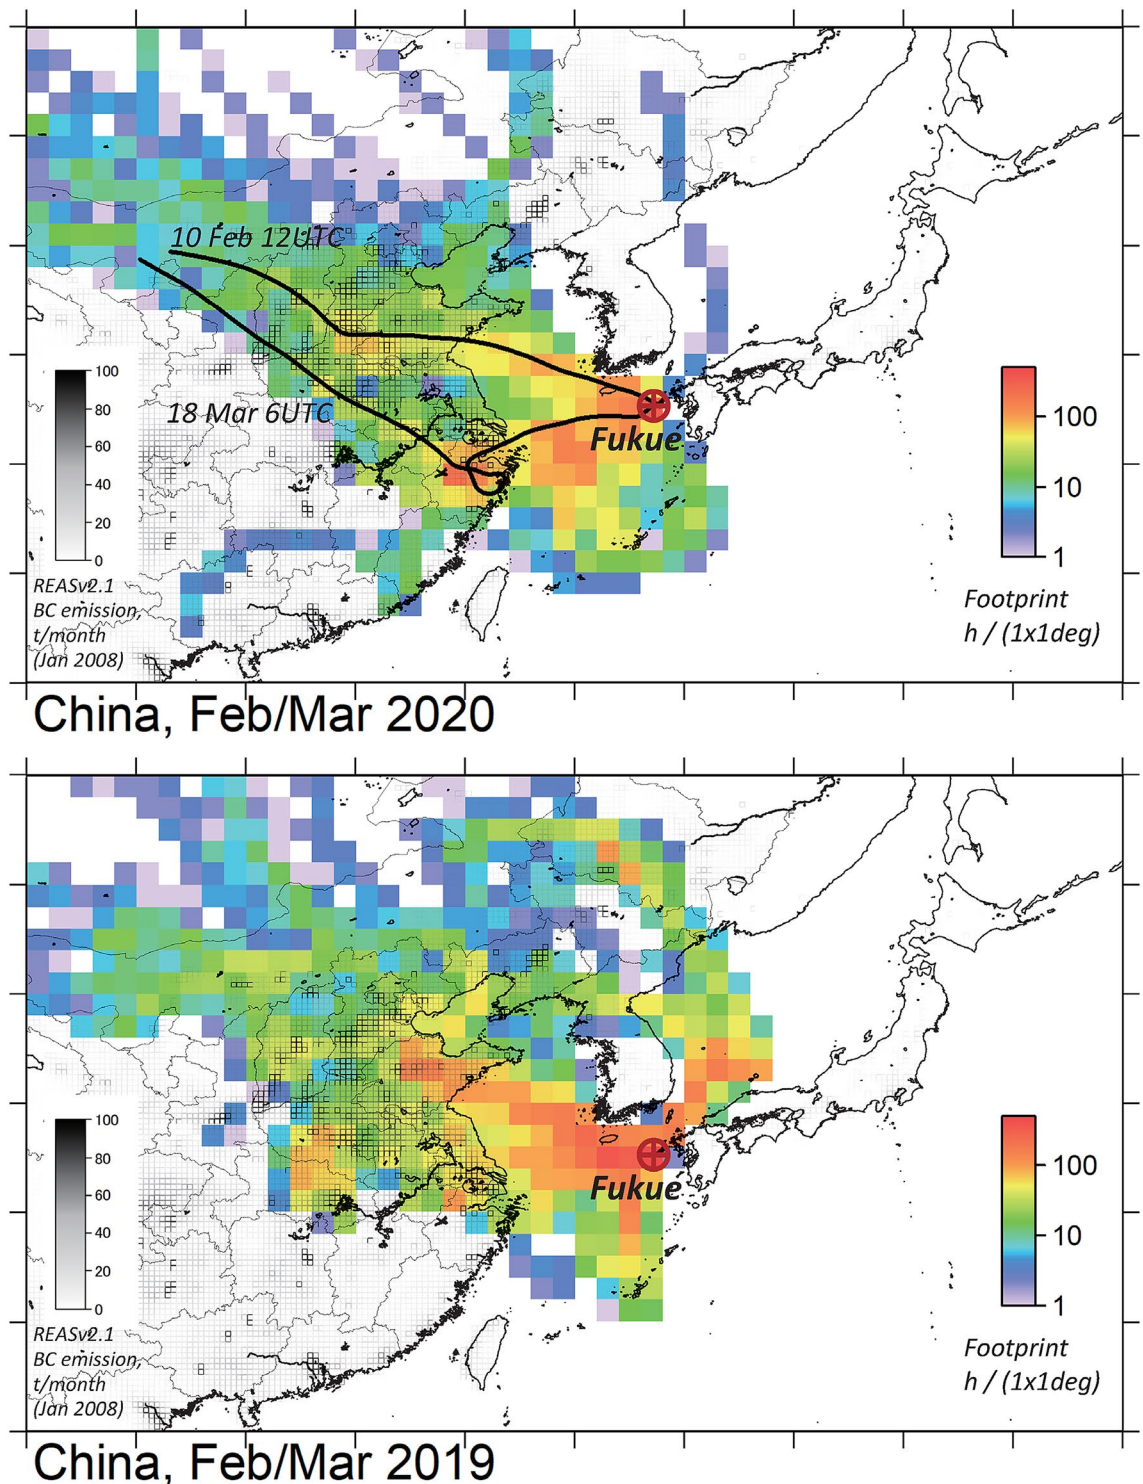 10 Feb 12UTC
18 Mar 6UTC
Fukue
100
80
60
40
20
0
REASv2.1
BC emission,
t/month
(Jan 2008)
100
10
1
Footprint
h / (1x1deg)
China, Feb/Mar 2020
Fukue
100
80
60
40
20
0
REASv2.1
BC emission,
t/month
(Jan 2008)
100
10
1
Footprint
h / (1x1deg)
China, Feb/Mar 2019